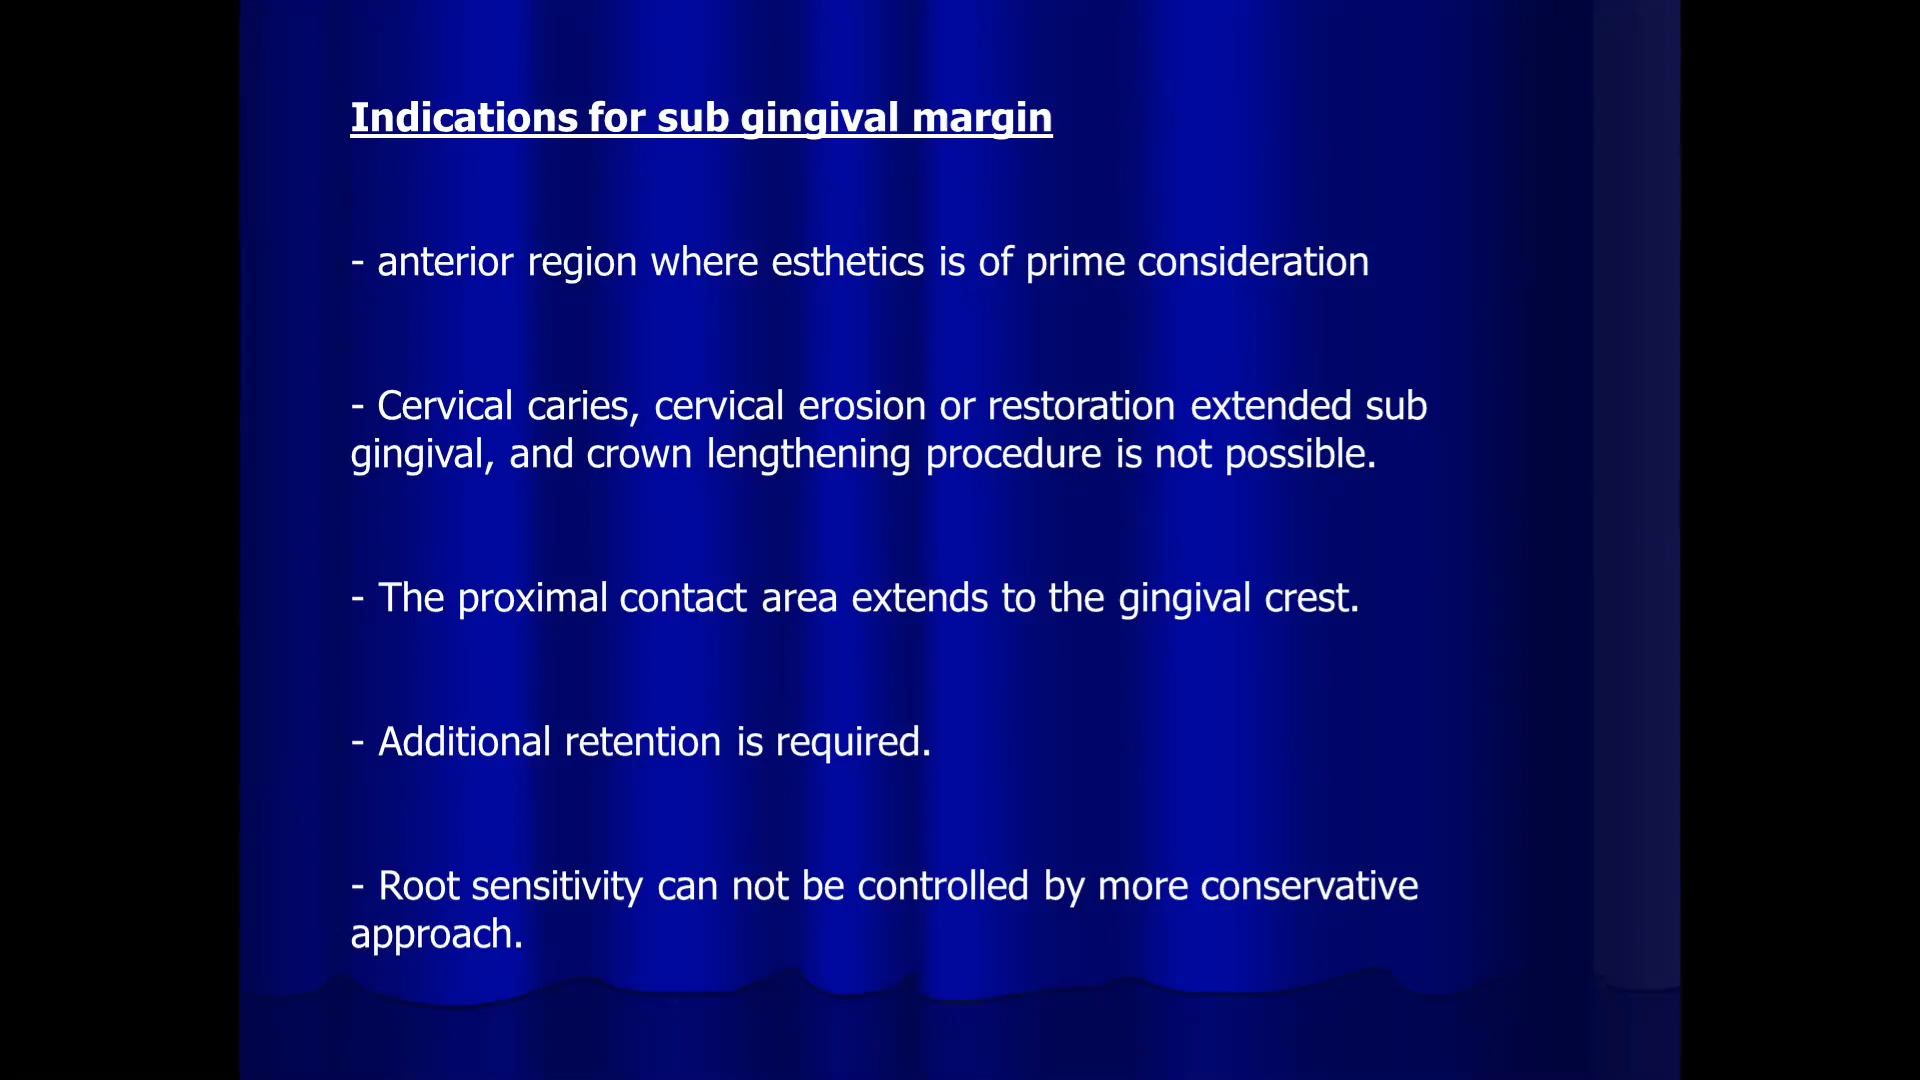 Indications for sub gingival margin
- anterior region where esthetics is of prime consideration
- Cervical caries, cervical erosion or restoration extended sub
gingival, and crown lengthening procedure is not possible.
- The proximal contact area extends to the gingival crest.
- Additional retention is required.
- Root sensitivity can not be controlled by more conservative
approach.